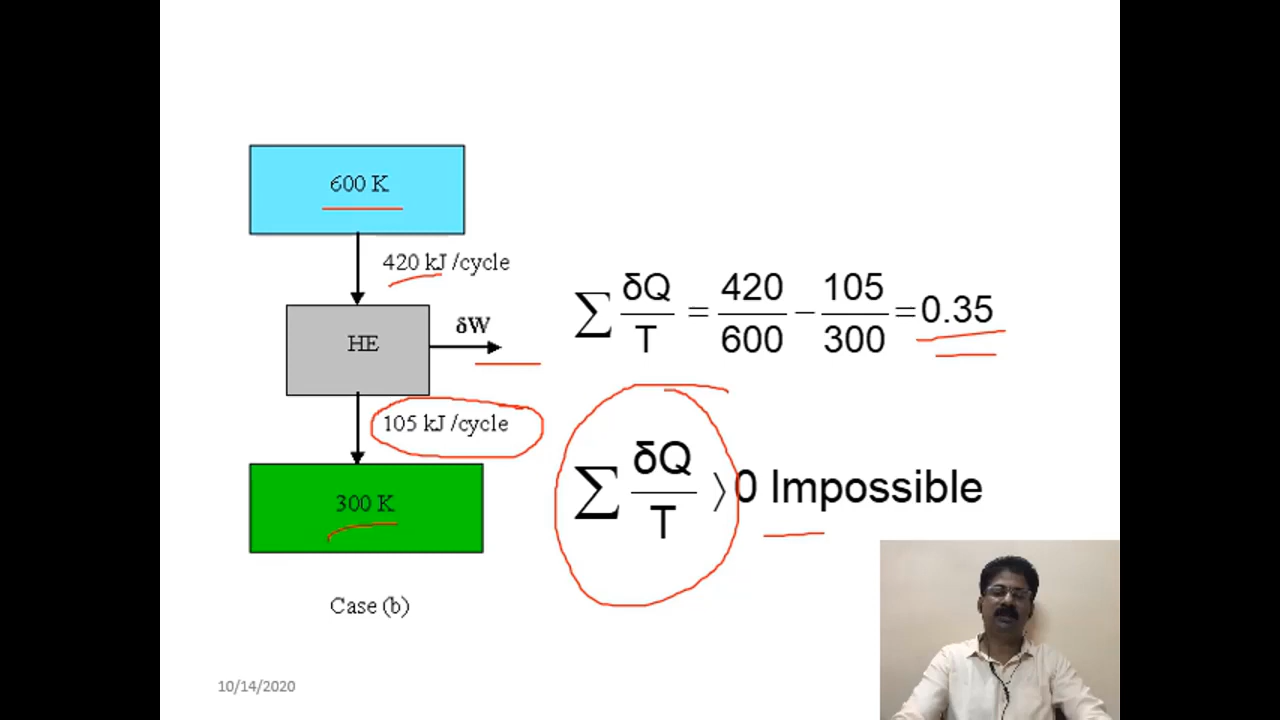 600 K
420 kJ /cycle
HE
δW
105 kJ /cycle
300 K
Case (b)
∑ δQ/T = 420/600 − 105/300 = 0.35
∑ δQ/T 〉0 Impossible
10/14/2020